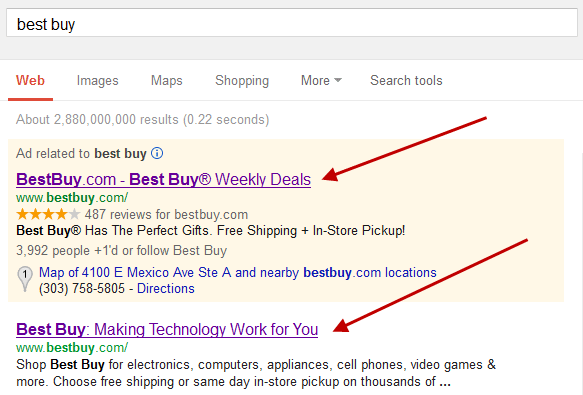 best buy
Web Images Maps Shopping More Search tools
About 2,880,000,000 results (0.22 seconds)
Ad related to best buy
BestBuy.com - Best Buy® Weekly Deals
www.bestbuy.com/
487 reviews for bestbuy.com
Best Buy® Has The Perfect Gifts. Free Shipping + In-Store Pickup!
3,992 people +1'd or follow Best Buy
1 Map of 4100 E Mexico Ave Ste A and nearby bestbuy.com locations
(303) 758-5805 - Directions
Best Buy: Making Technology Work for You
www.bestbuy.com/
Shop Best Buy for electronics, computers, appliances, cell phones, video games &
more. Choose free shipping or same day in-store pickup on thousands of ...